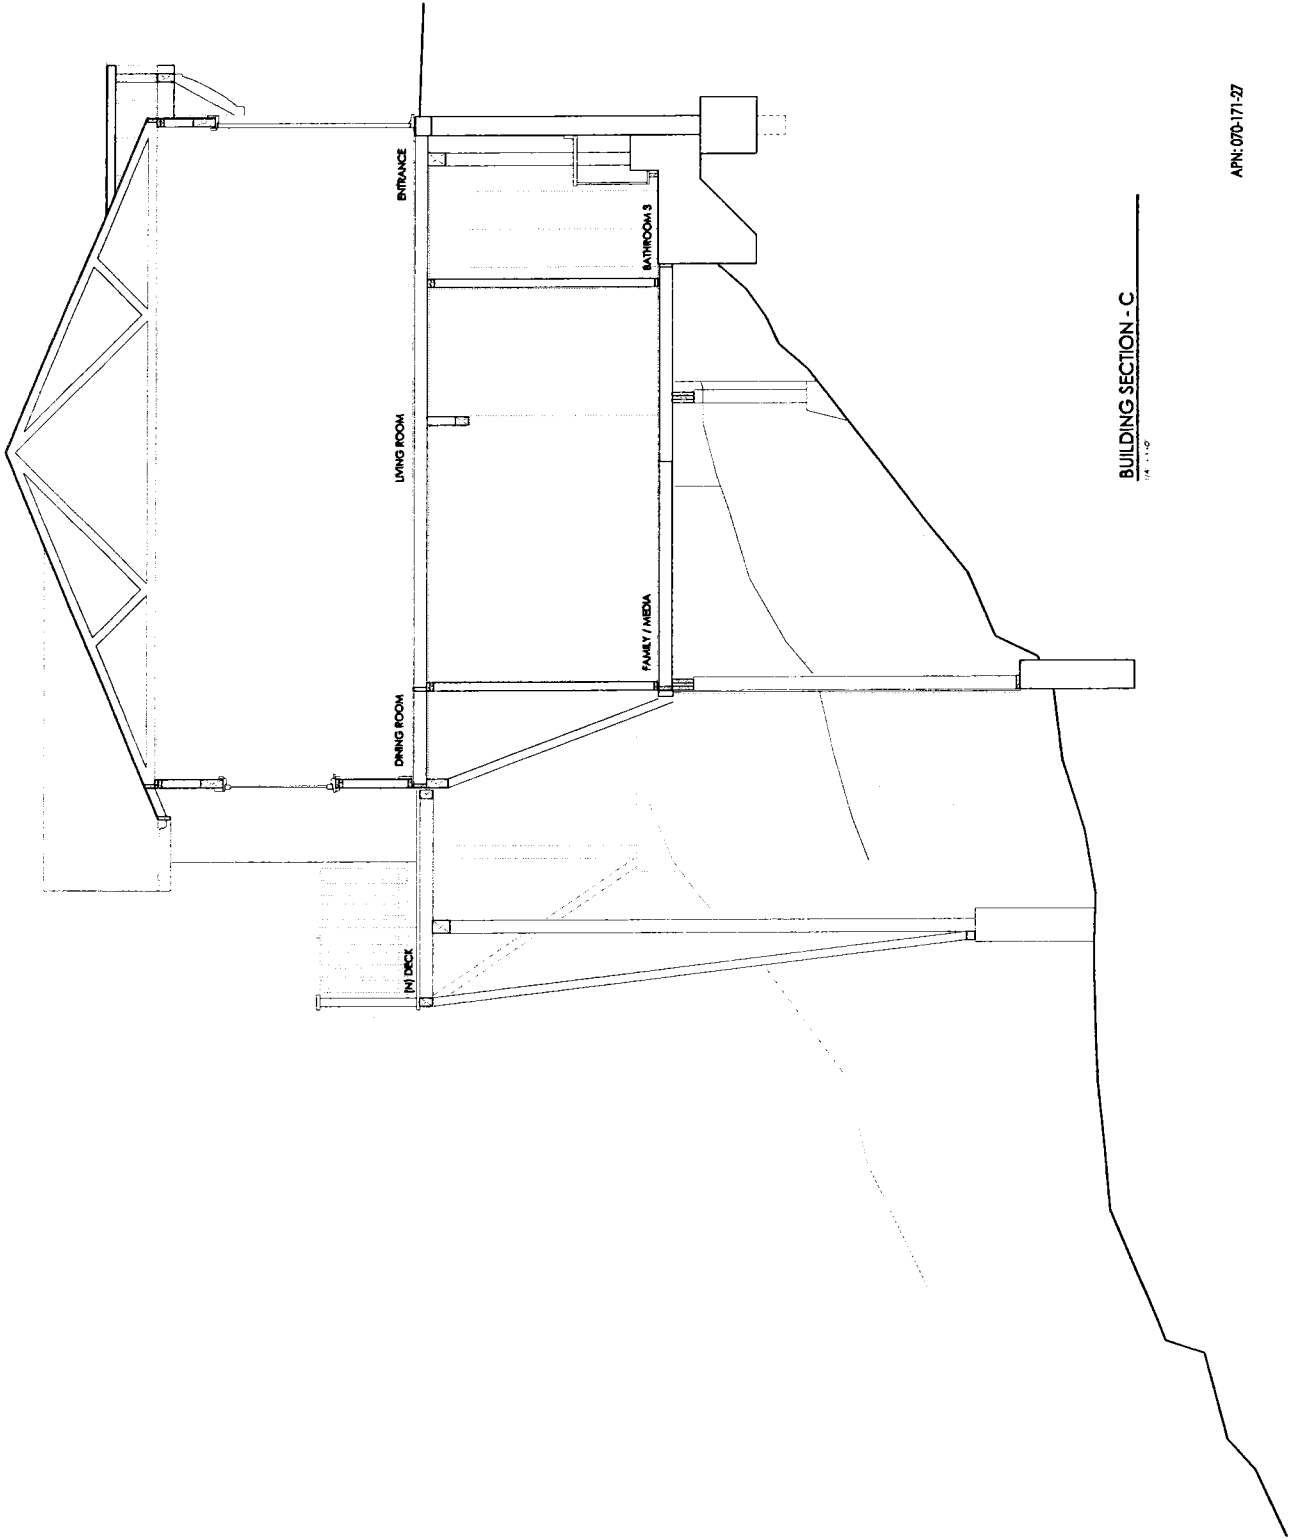 (N) DECK
DINING ROOM
LIVING ROOM
ENTRANCE
FAMILY / MEDIA
BATHROOM 3
BUILDING SECTION - C
APN: 070-171-27